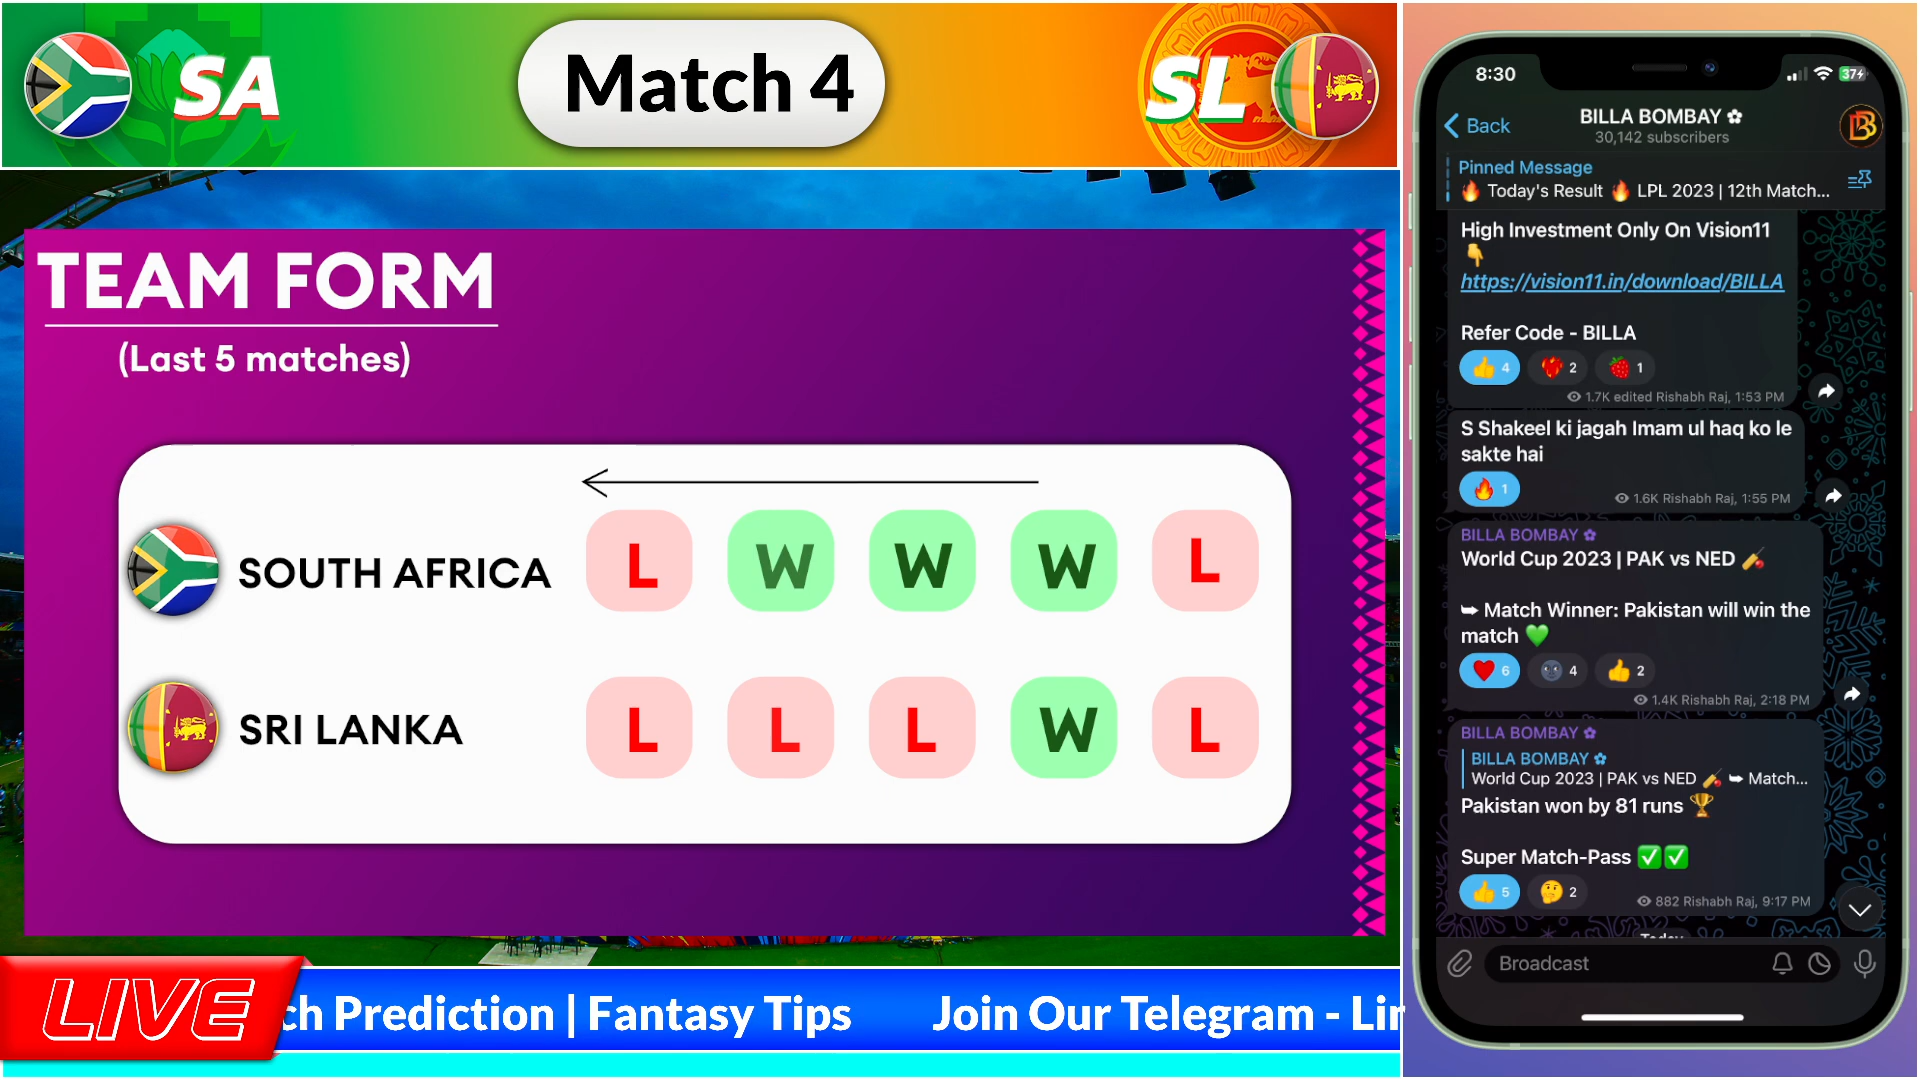 SA
Match 4
SL
TEAM FORM
(Last 5 matches)
SOUTH AFRICA L W W W L
SRI LANKA L L L W L
LIVE
ch Prediction | Fantasy Tips Join Our Telegram - Lin
8:30
37
Back
BILLA BOMBAY ✿
30,142 subscribers
Pinned Message
🔥 Today's Result 🔥 LPL 2023 | 12th Match...
High Investment Only On Vision11
👇
https://vision11.in/download/BILLA
Refer Code - BILLA
👍 4 ❤️‍🔥 2 🍓 1
1.7K edited Rishabh Raj, 1:53 PM
S Shakeel ki jagah Imam ul haq ko le
sakte hai
🔥 1
1.6K Rishabh Raj, 1:55 PM
BILLA BOMBAY ✿
World Cup 2023 | PAK vs NED 🏏
➥ Match Winner: Pakistan will win the
match 💚
❤️ 6 🌚 4 👍 2
1.4K Rishabh Raj, 2:18 PM
BILLA BOMBAY ✿
BILLA BOMBAY ✿
World Cup 2023 | PAK vs NED 🏏 ➥ Match...
Pakistan won by 81 runs 🏆
Super Match-Pass ✅✅
👍 5 🤔 2
882 Rishabh Raj, 9:17 PM
Today
Broadcast